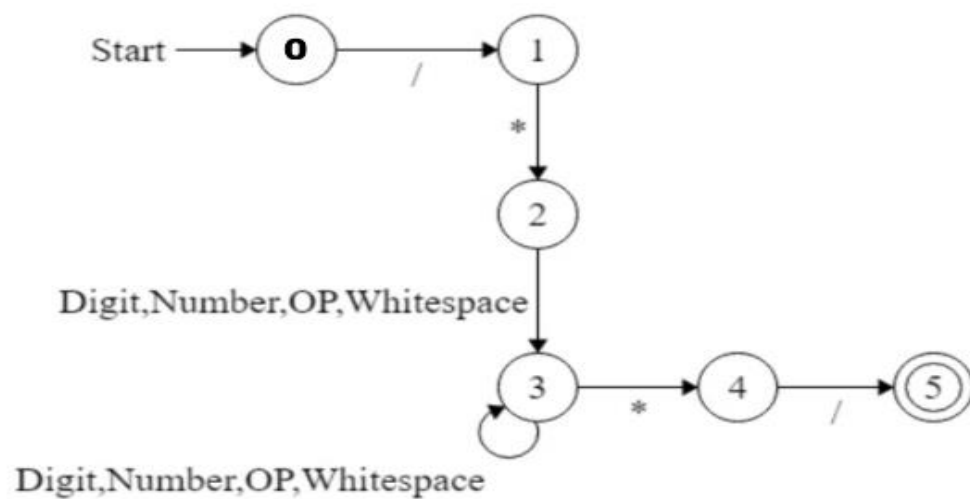 Start 0 / 1
*
2
Digit,Number,OP,Whitespace
3 * 4 / 5
Digit,Number,OP,Whitespace